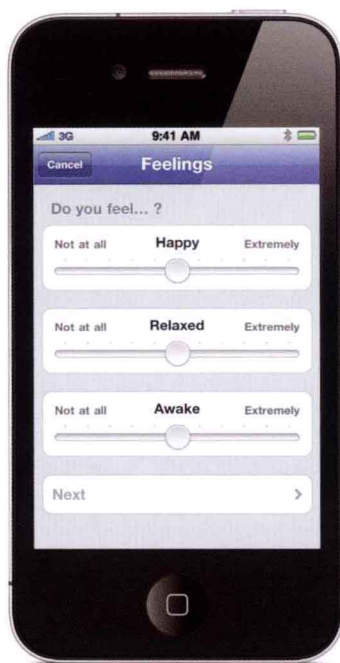 3G 9:41 AM
Cancel Feelings
Do you feel... ?
Not at all Happy Extremely
Not at all Relaxed Extremely
Not at all Awake Extremely
Next